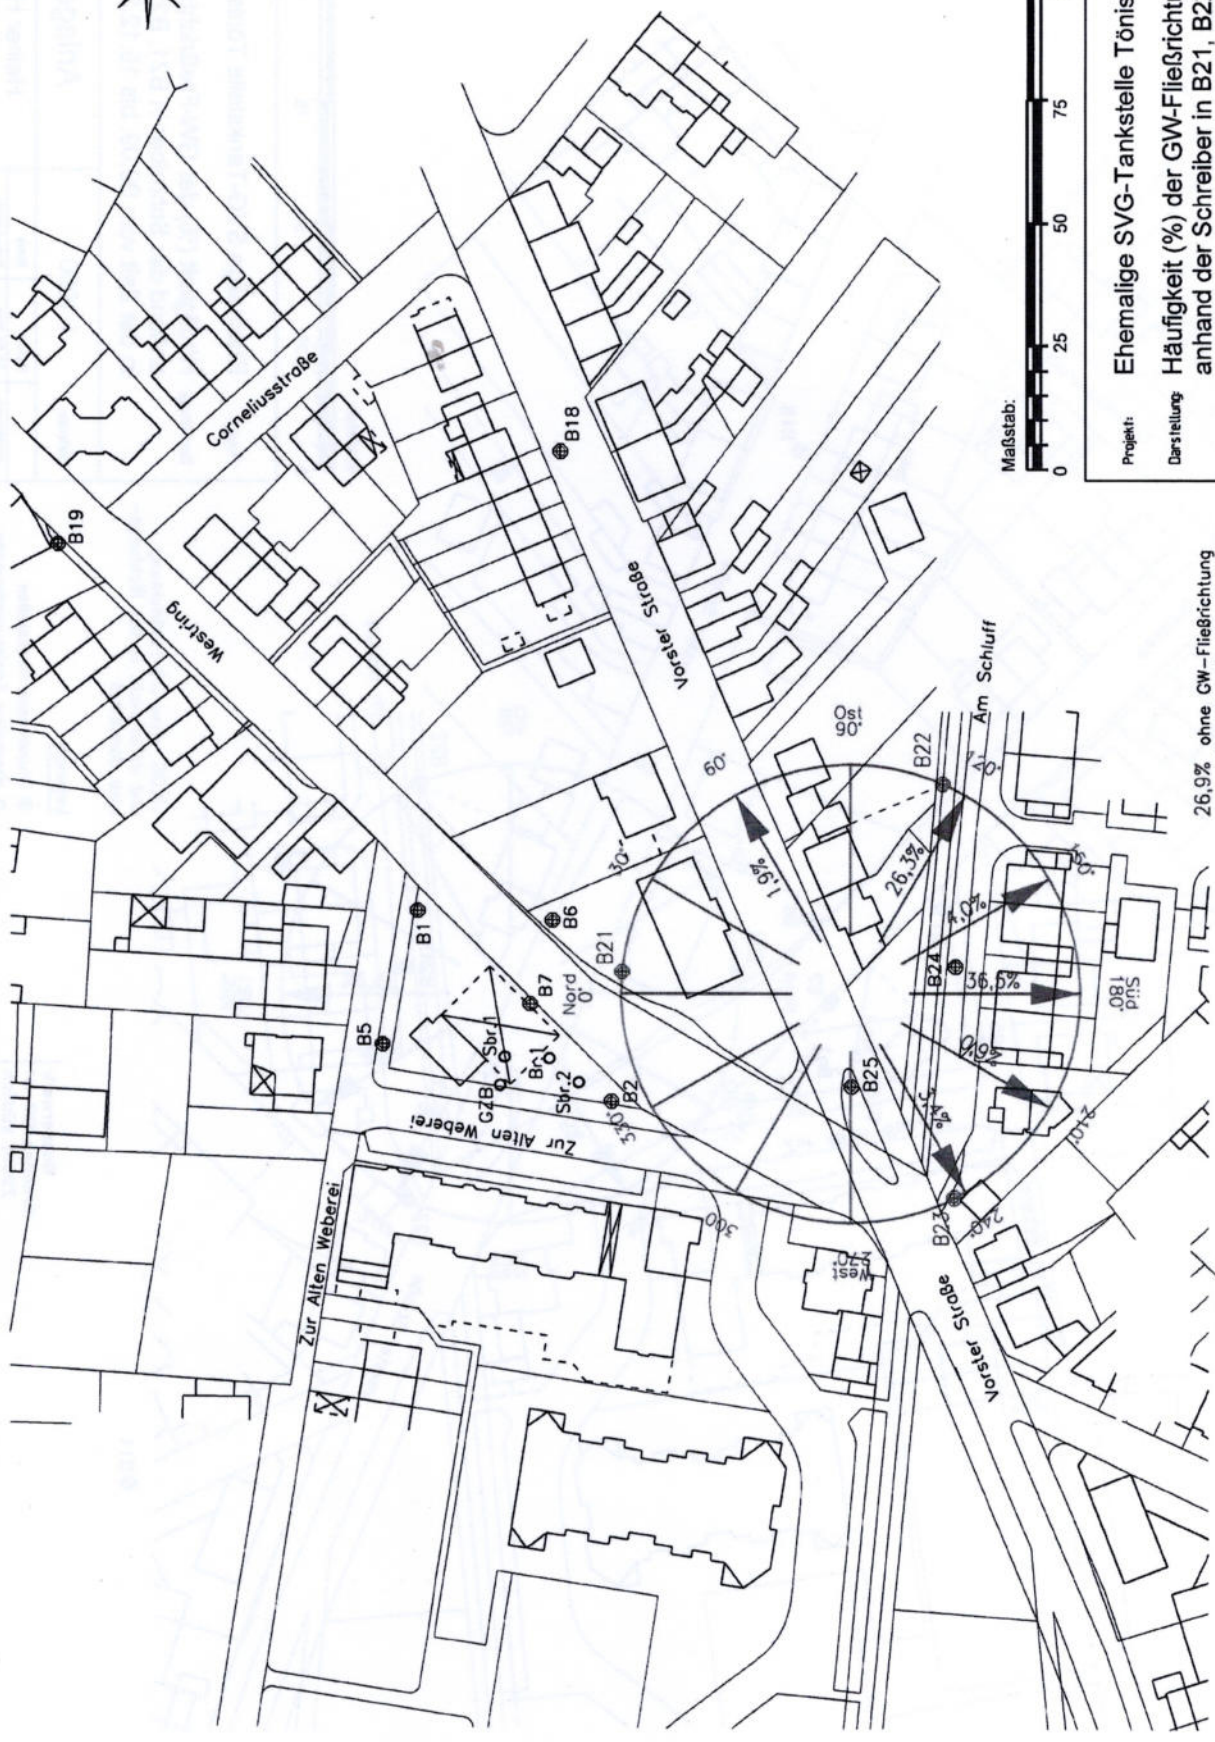 B19
Westring
Corneliusstraße
B18
Vorster Straße
B5
B1
B6
B7
Sbr.1
Br.1
GZB
Sbr.2
B2
B21
Nord
0°
30°
60°
Ost
90°
B22
Am Schluff
Süd
180°
210°
240°
West
270°
300
330°
1.9%
26,3%
36,5%
B24
B25
B23
Zur Alten Weberei
Zur Alten Weberei
Vorster Straße
26,9% ohne GW-Fließrichtung
Maßstab:
0 25 50 75
Projekt: Ehemalige SVG-Tankstelle Tönis
Darstellung: Häufigkeit (%) der GW-Fließricht
anhand der Schreiber in B21, B2